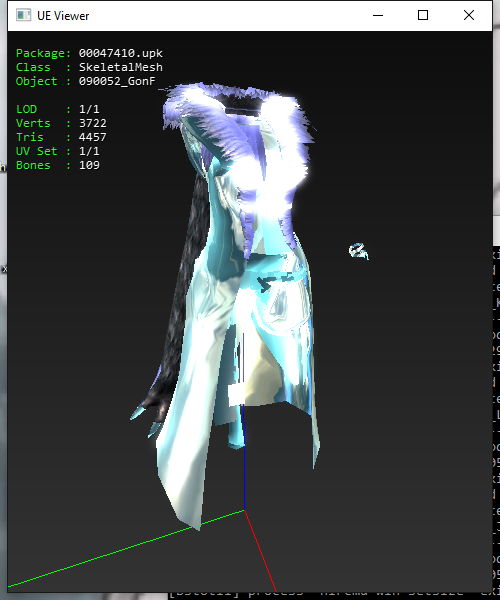 UE Viewer
Package: 00047410.upk
Class : SkeletalMesh
Object : 090052_GonF
LOD : 1/1
Verts : 3722
Tris : 4457
UV Set : 1/1
Bones : 109